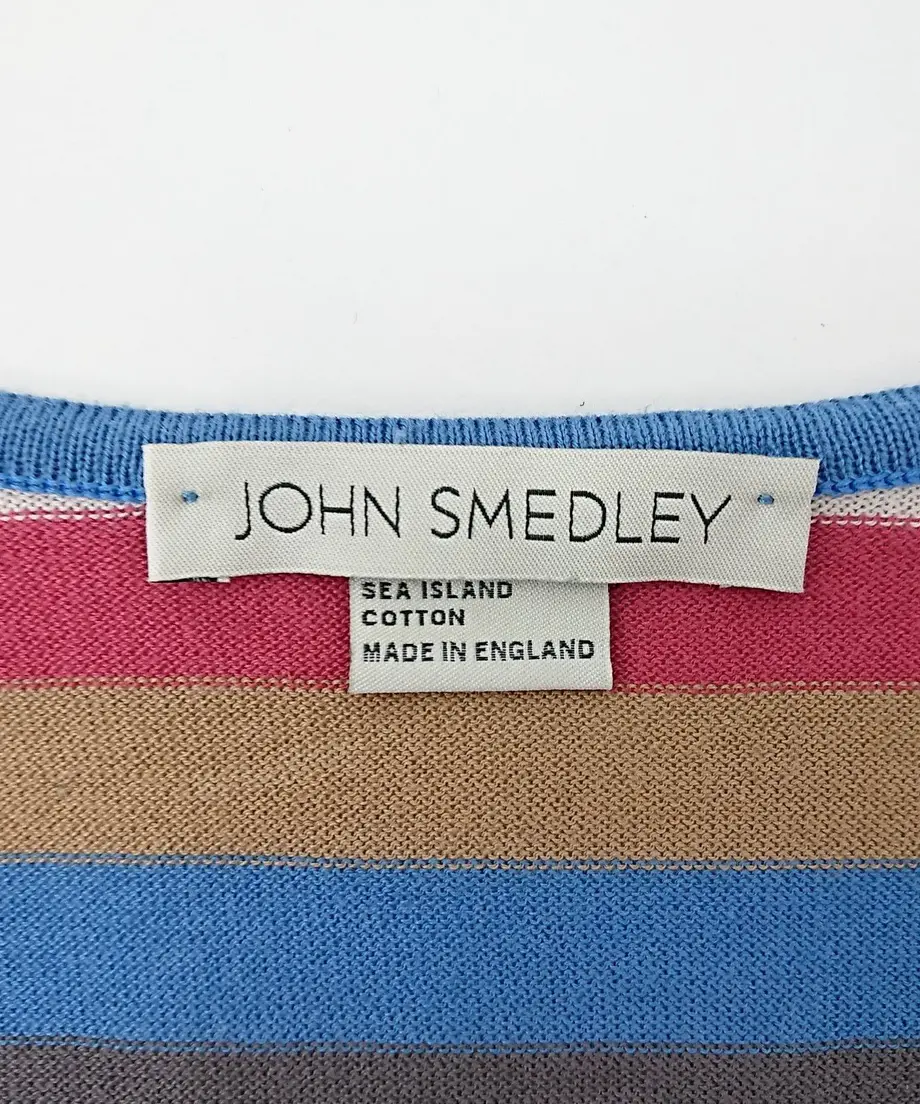 JOHN SMEDLEY
SEA ISLAND
COTTON
MADE IN ENGLAND